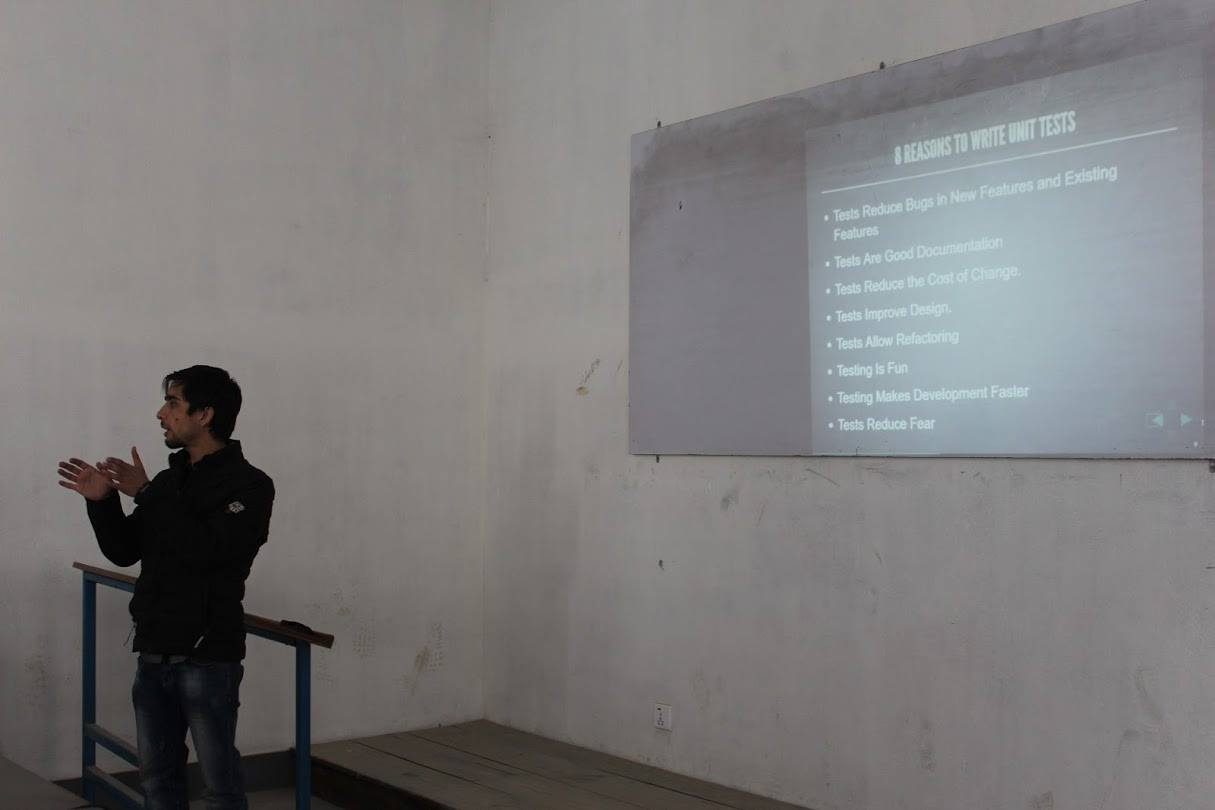 8 REASONS TO WRITE UNIT TESTS
• Tests Reduce Bugs in New Features and Existing
Features
• Tests Are Good Documentation
• Tests Reduce the Cost of Change.
• Tests Improve Design.
• Tests Allow Refactoring
• Testing Is Fun
• Testing Makes Development Faster
• Tests Reduce Fear